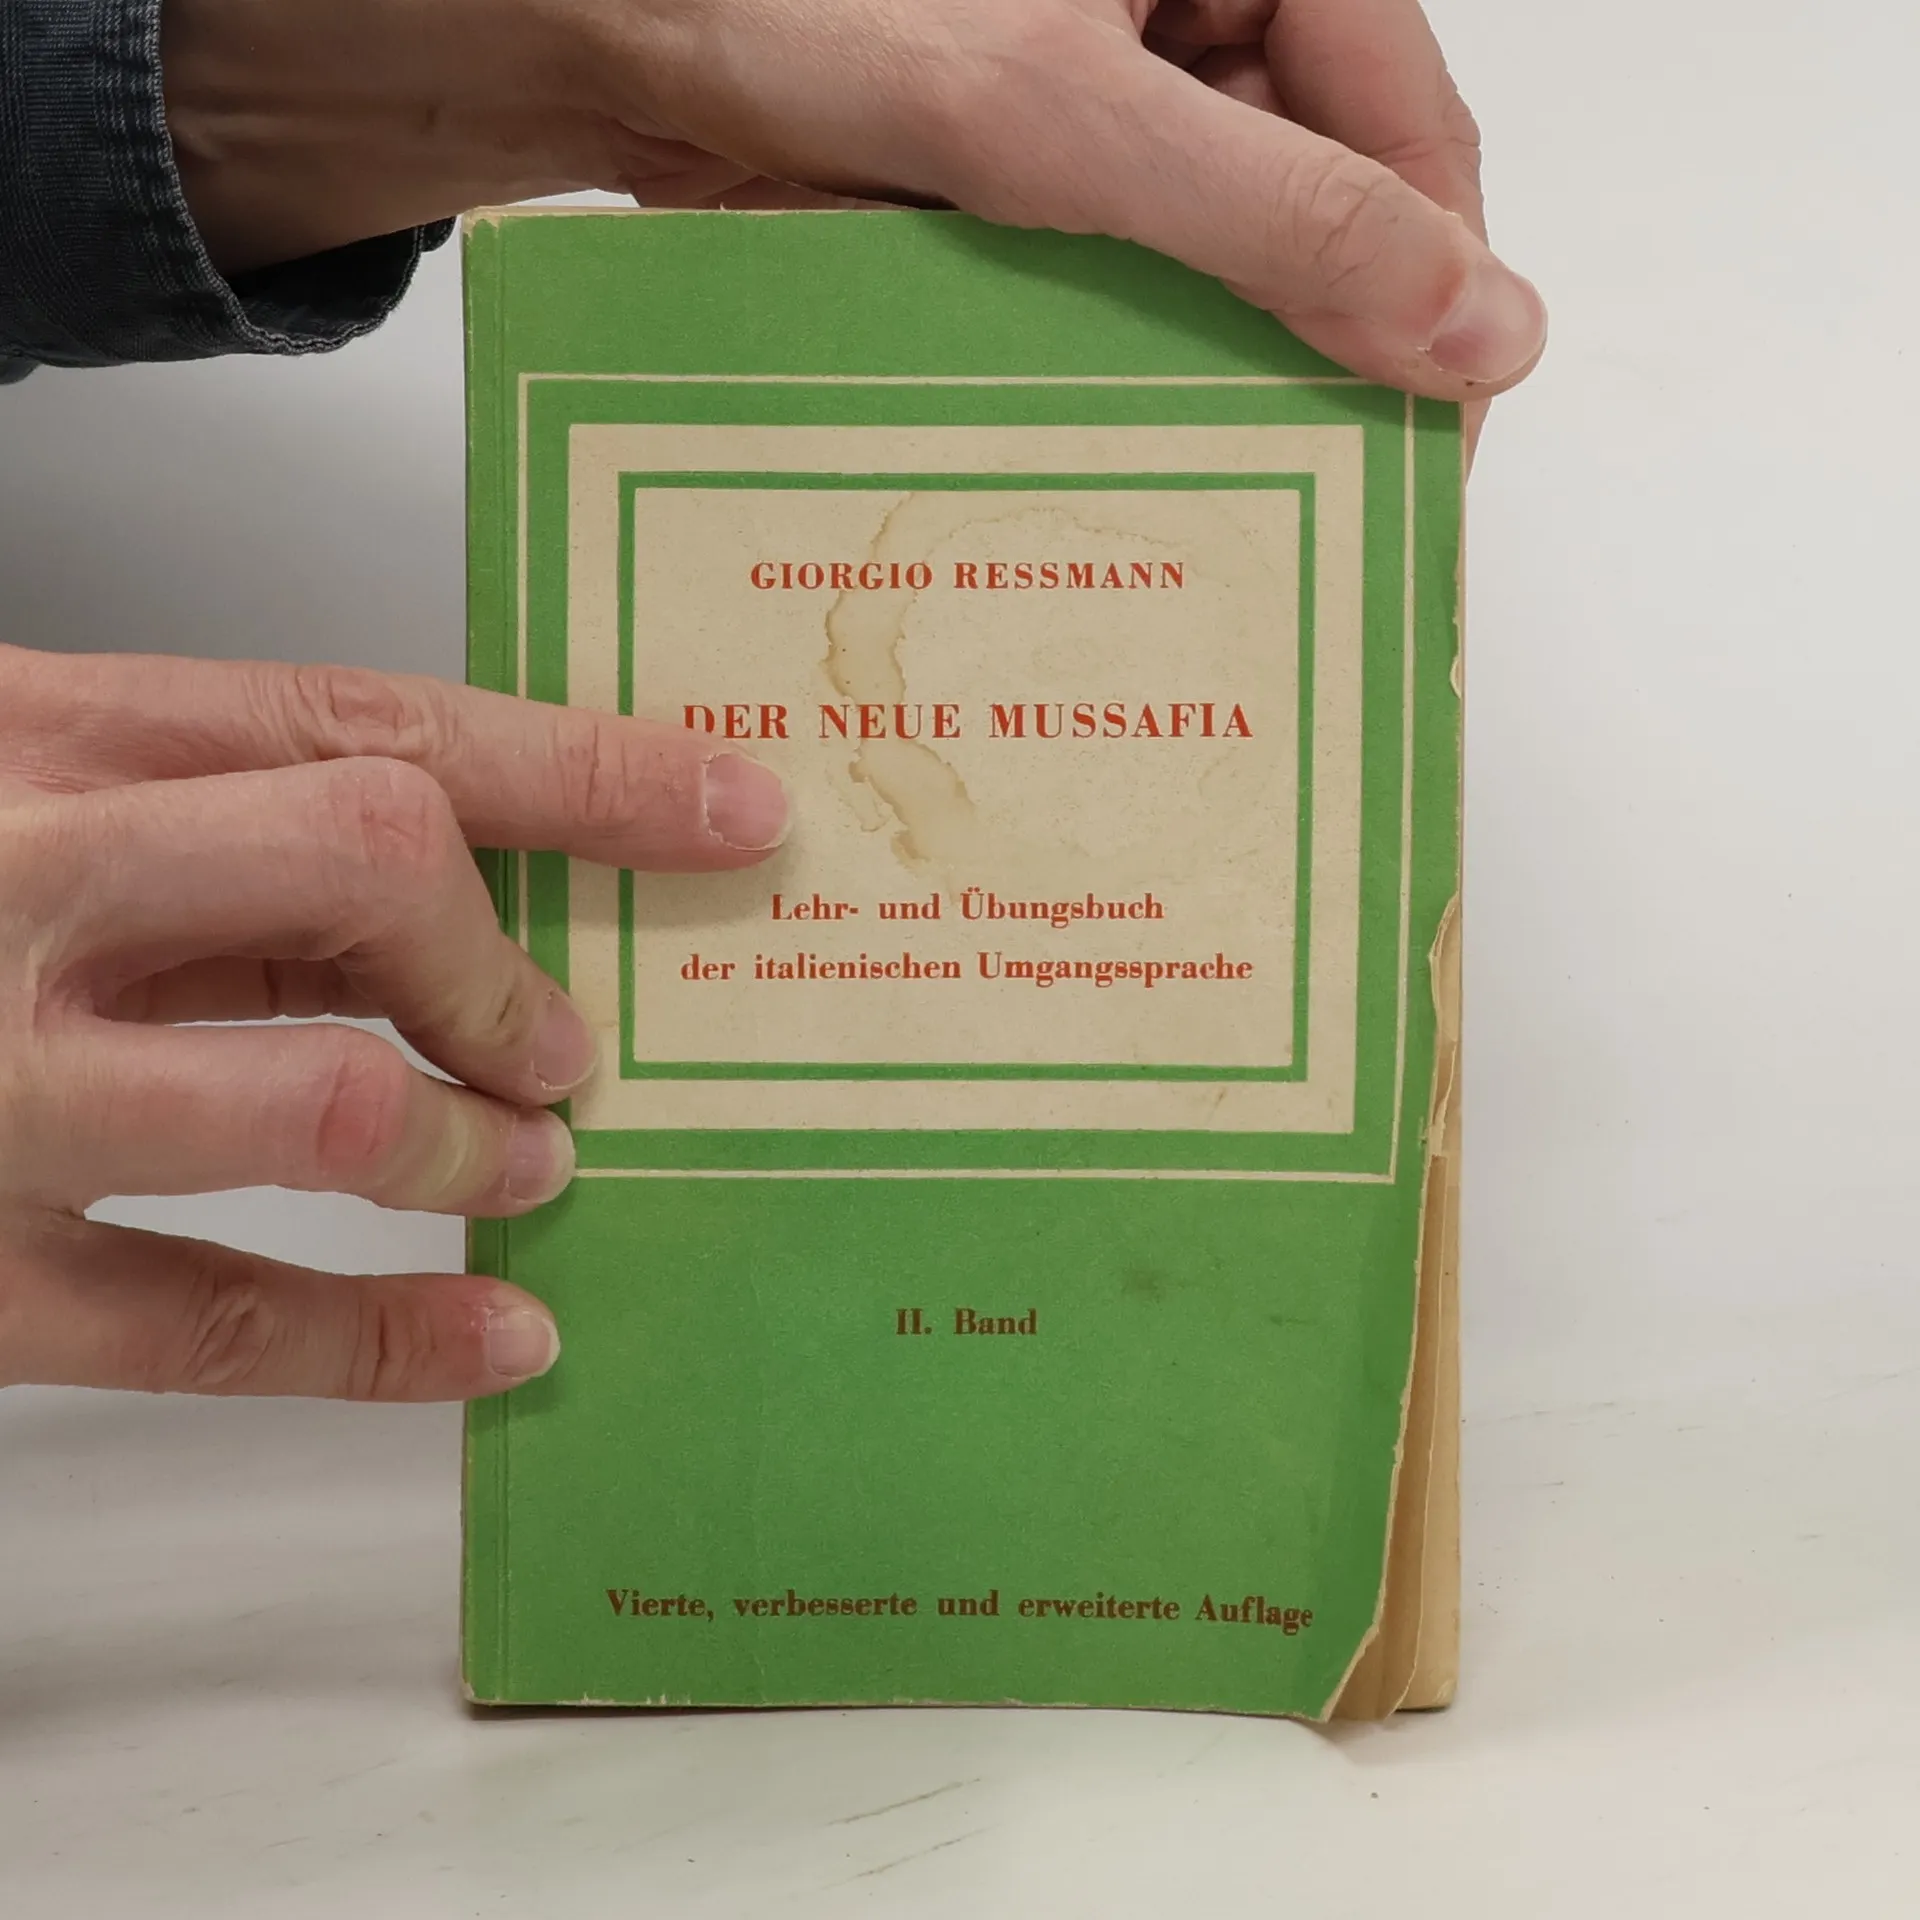 GIORGIO RESSMANN
DER NEUE MUSSAFIA
Lehr- und Übungsbuch
der italienischen Umgangssprache
II. Band
Vierte, verbesserte und erweiterte Auflage